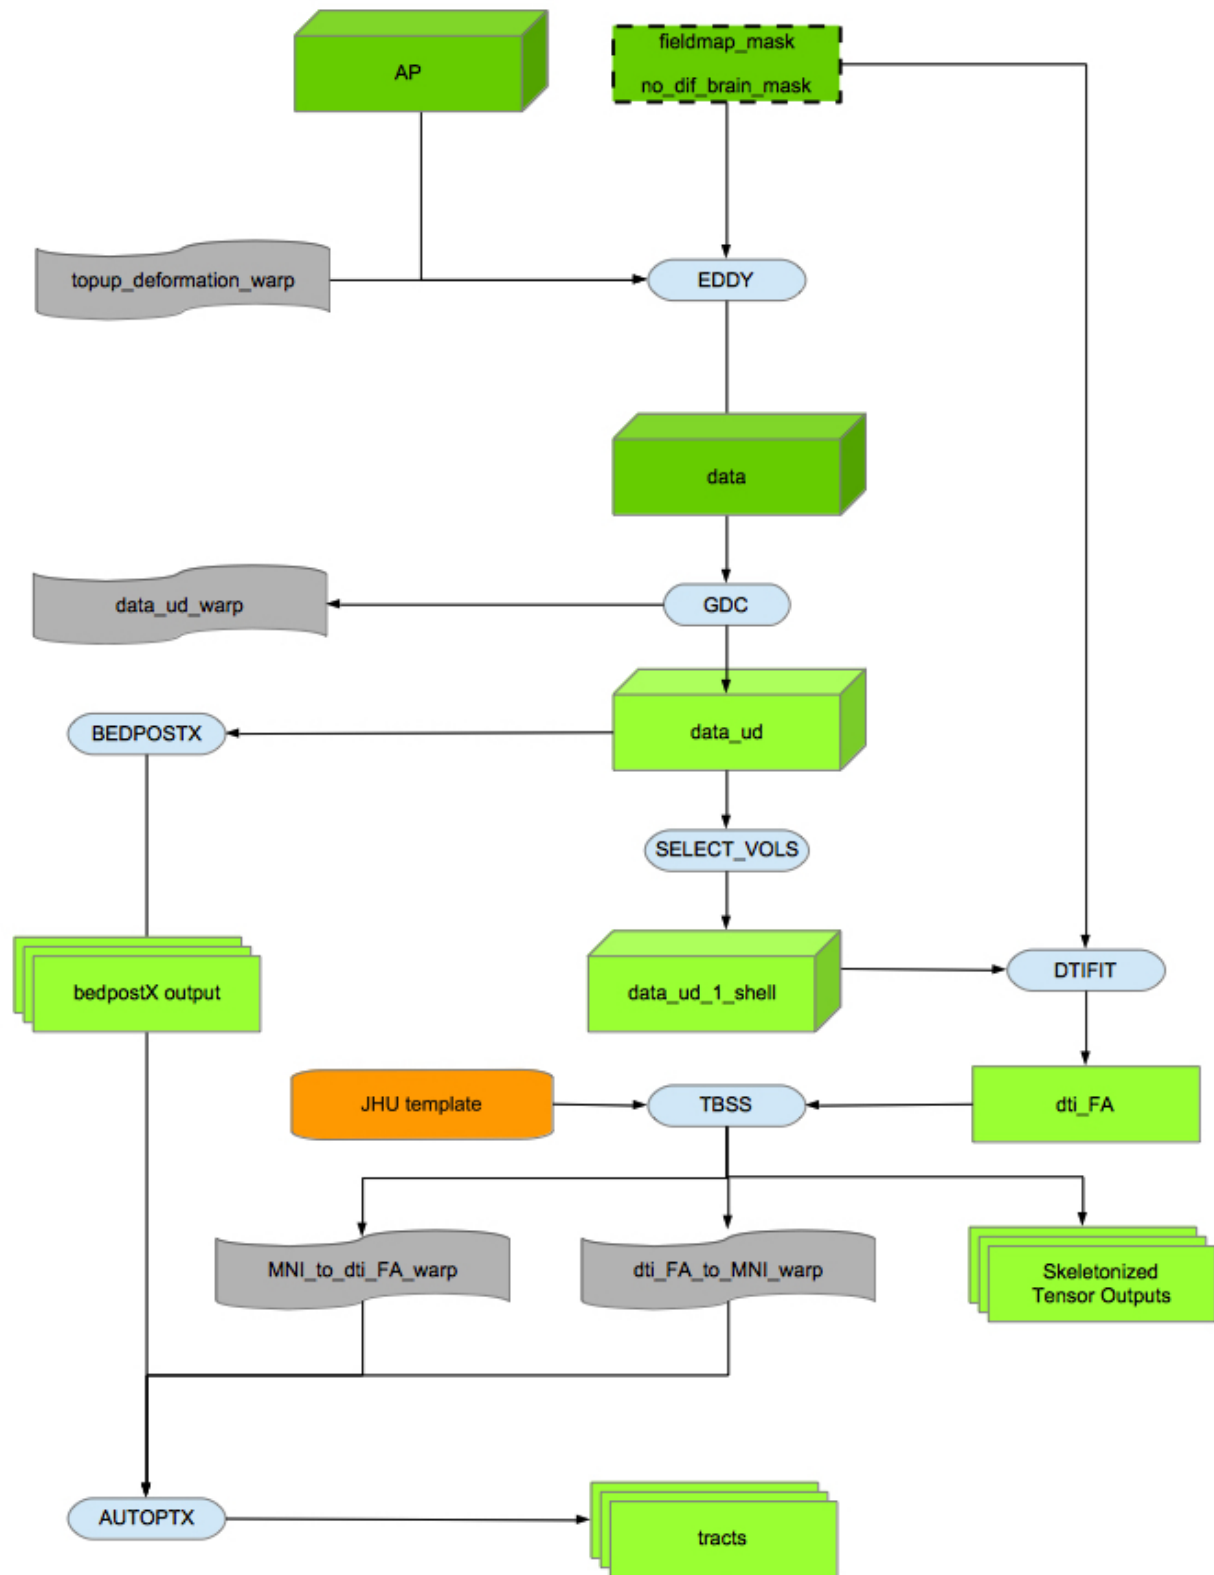 AP
fieldmap_mask
no_dif_brain_mask
topup_deformation_warp
EDDY
data
data_ud_warp
GDC
BEDPOSTX
data_ud
SELECT_VOLS
bedpostX output
data_ud_1_shell
DTIFIT
JHU template
TBSS
dti_FA
MNI_to_dti_FA_warp
dti_FA_to_MNI_warp
Skeletonized
Tensor Outputs
AUTOPTX
tracts